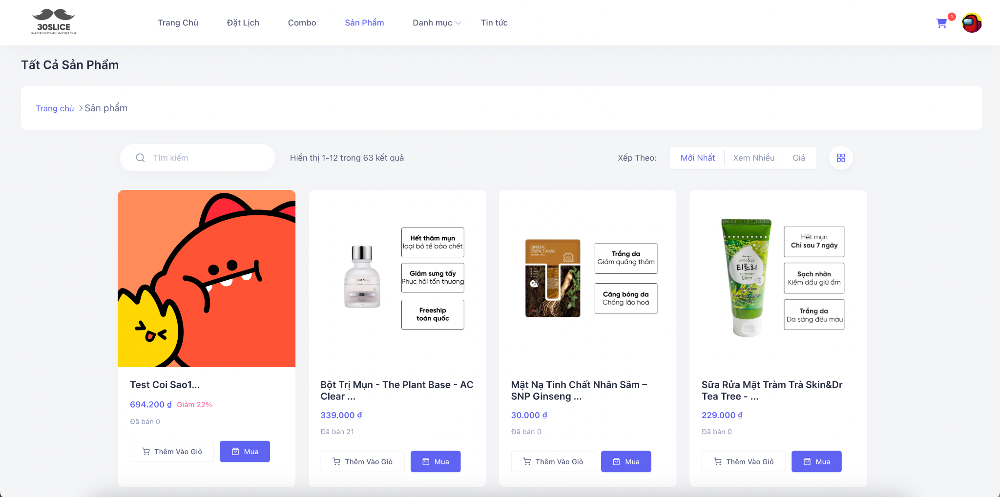 30SLICE
BARBER SHOP ĐẦU HÀNG VIỆT NAM
Trang Chủ
Đặt Lịch
Combo
Sản Phẩm
Danh mục
Tin tức
1
Tất Cả Sản Phẩm
Trang chủ
Sản phẩm
Tìm kiếm
Hiển thị 1-12 trong 63 kết quả
Xếp Theo:
Mới Nhất
Xem Nhiều
Giá
Hết thâm mụn
loại bỏ tế bào chết
Giảm sưng tấy
Phục hồi tổn thương
Freeship
toàn quốc
GINSENG
ESSENCE MASK
Trắng da
Giảm quầng thâm
Căng bóng da
Chống lão hoá
SKIN&Dr
티트리
Hết mụn
Chỉ sau 7 ngày
Sạch nhờn
Kiềm dầu giữ ẩm
Trắng da
Da sáng đều màu
Test Coi Sao1...
694.200 ₫ Giảm 22%
Đã bán 0
Thêm Vào Giỏ
Mua
Bột Trị Mụn - The Plant Base - AC
Clear ...
339.000 ₫
Đã bán 21
Thêm Vào Giỏ
Mua
Mặt Nạ Tinh Chất Nhân Sâm –
SNP Ginseng ...
30.000 ₫
Đã bán 0
Thêm Vào Giỏ
Mua
Sữa Rửa Mặt Tràm Trà Skin&Dr
Tea Tree - ...
229.000 ₫
Đã bán 0
Thêm Vào Giỏ
Mua